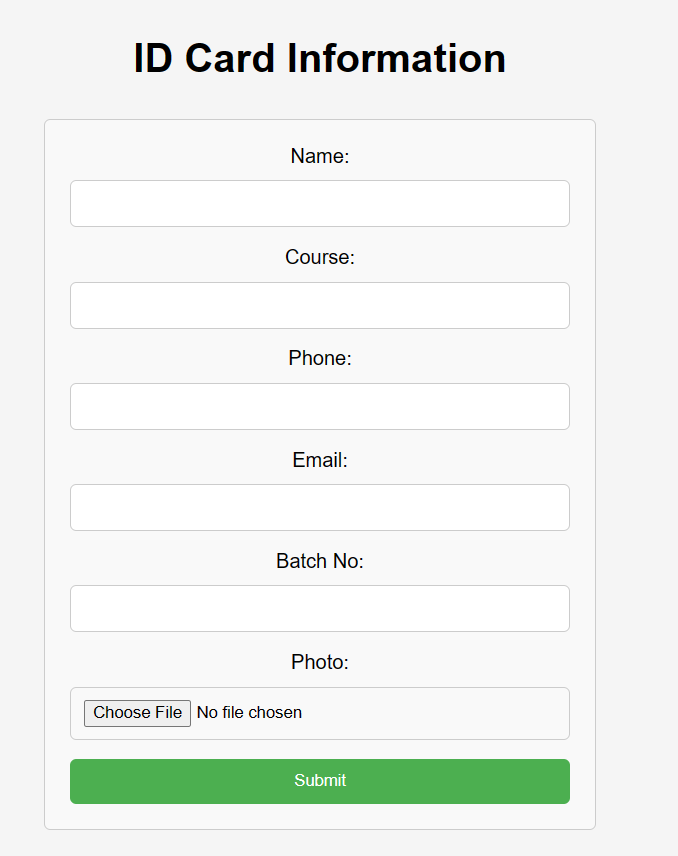 ID Card Information
Name:
Course:
Phone:
Email:
Batch No:
Photo:
Choose File No file chosen
Submit